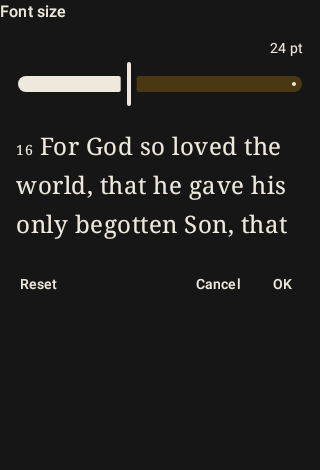 Font size
24 pt
16 For God so loved the
world, that he gave his
only begotten Son, that
Reset Cancel OK